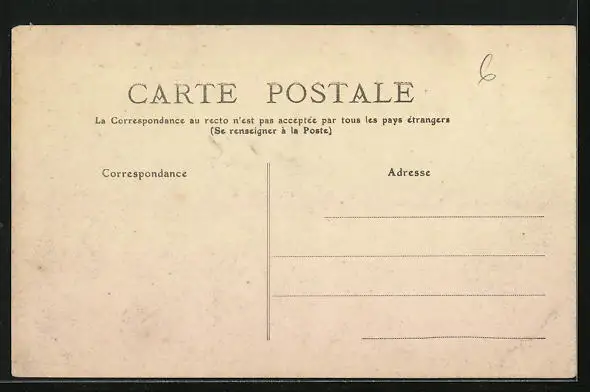 6
CARTE POSTALE
La Correspondance au recto n'est pas acceptée par tous les pays étrangers
(Se renseigner à la Poste)
Correspondance
Adresse